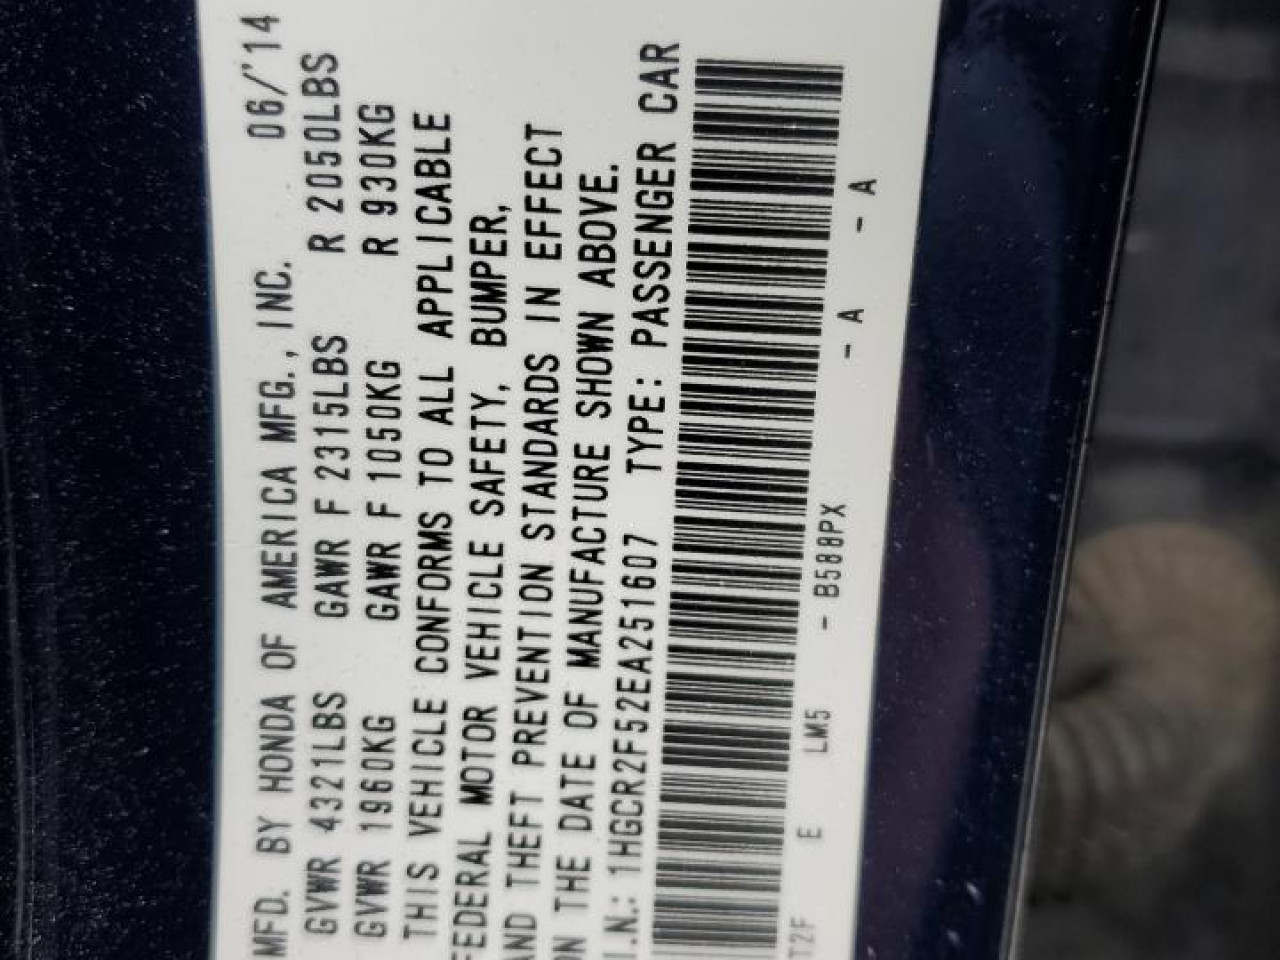 MFD. BY HONDA OF AMERICA MFG., INC. 06/'14
GVWR 4321LBS GAWR F 2315LBS R 2050LBS
GVWR 1960KG GAWR F 1050KG R 930KG
THIS VEHICLE CONFORMS TO ALL APPLICABLE
FEDERAL MOTOR VEHICLE SAFETY, BUMPER,
AND THEFT PREVENTION STANDARDS IN EFFECT
ON THE DATE OF MANUFACTURE SHOWN ABOVE.
.I.N.: 1HGCR2F52EA251607 TYPE: PASSENGER CAR
T2F E LM5 - B588PX - A - A